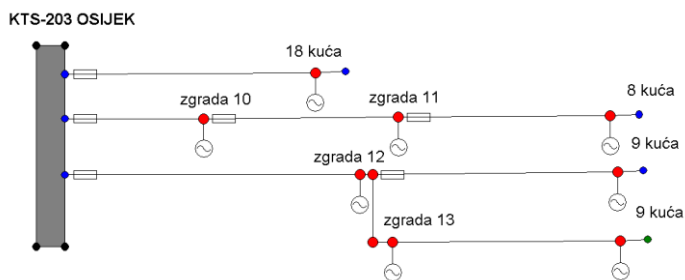 KTS-203 OSIJEK
18 kuća
zgrada 10
zgrada 11
8 kuća
zgrada 12
9 kuća
zgrada 13
9 kuća